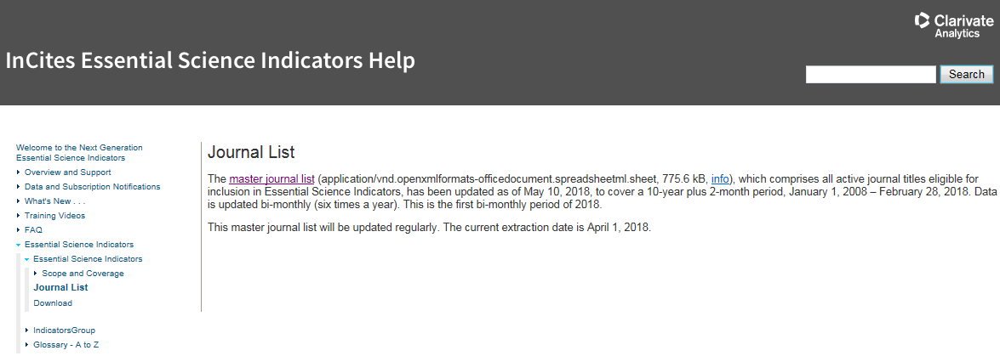 Clarivate
Analytics
InCites Essential Science Indicators Help
Search
Welcome to the Next Generation
Essential Science Indicators
Overview and Support
Data and Subscription Notifications
What's New . . .
Training Videos
FAQ
Essential Science Indicators
Essential Science Indicators
Scope and Coverage
Journal List
Download
IndicatorsGroup
Glossary - A to Z
Journal List
The master journal list (application/vnd.openxmlformats-officedocument.spreadsheetml.sheet, 775.6 kB, info), which comprises all active journal titles eligible for
inclusion in Essential Science Indicators, has been updated as of May 10, 2018, to cover a 10-year plus 2-month period, January 1, 2008 – February 28, 2018. Data
is updated bi-monthly (six times a year). This is the first bi-monthly period of 2018.
This master journal list will be updated regularly. The current extraction date is April 1, 2018.